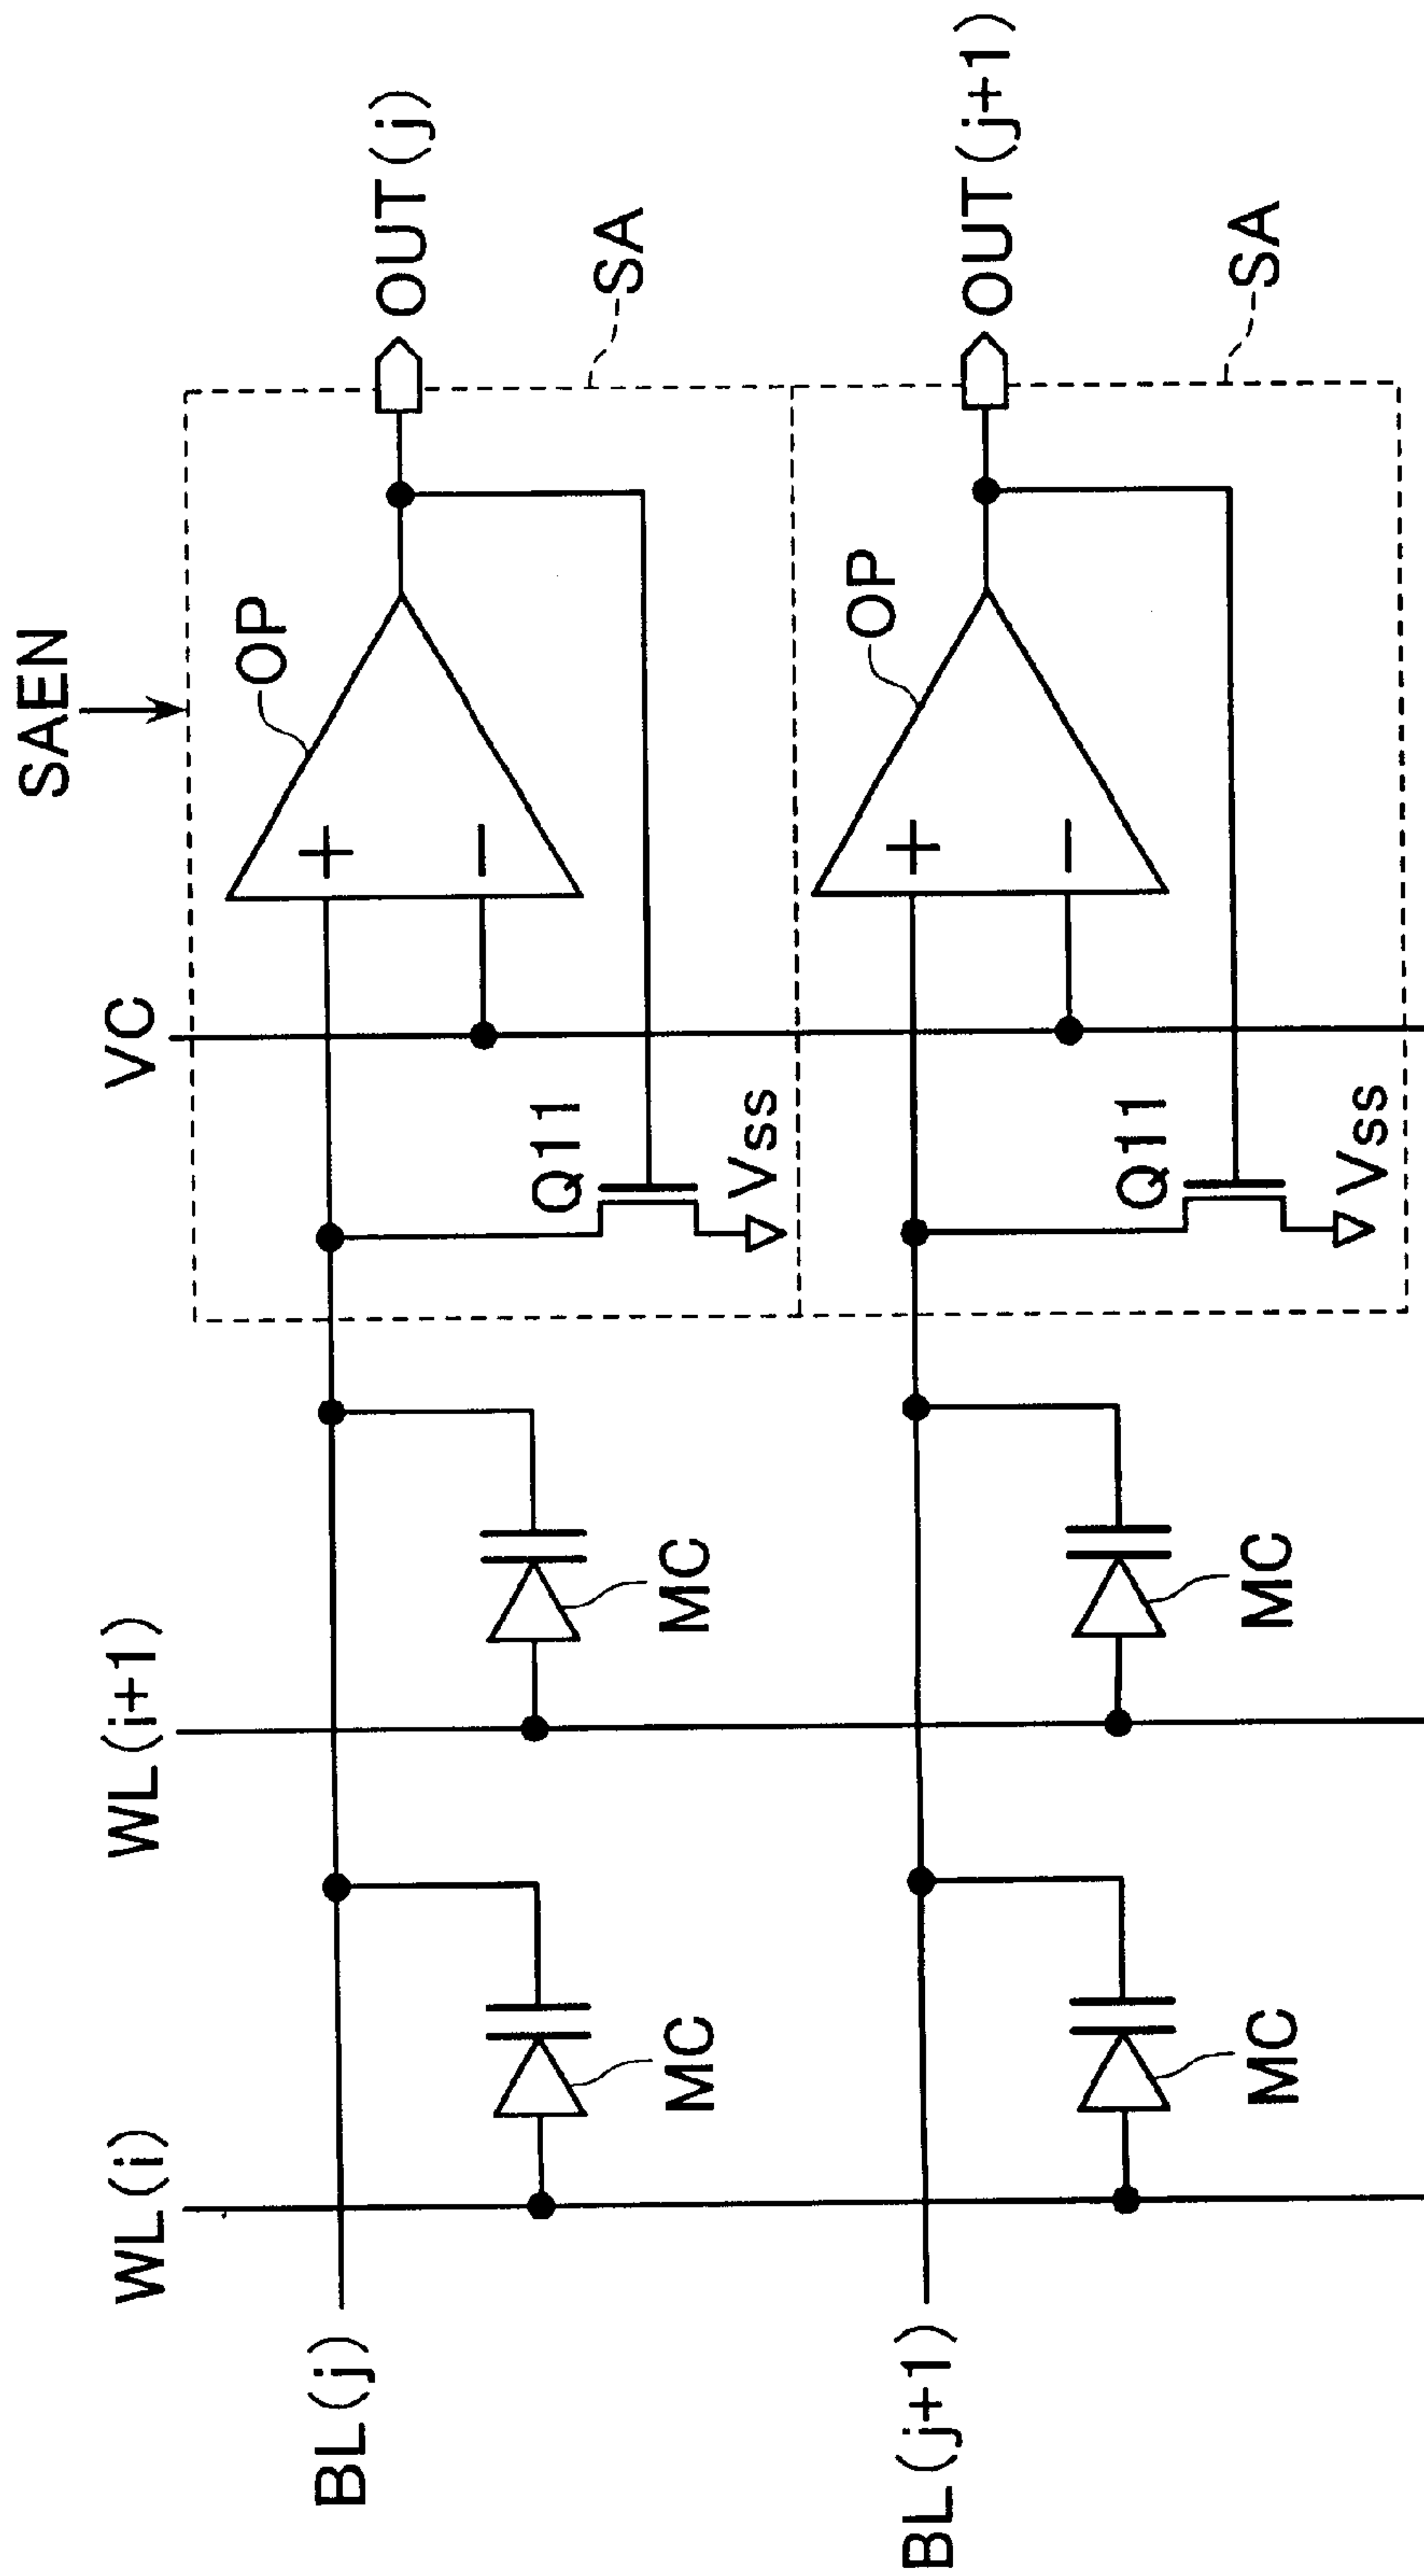 SAEN
WL(i)
WL(i+1)
VC
BL(j)
OP
+
−
OUT(j)
MC
MC
Q11
Vss
SA
BL(j+1)
OP
+
−
OUT(j+1)
MC
MC
Q11
Vss
SA